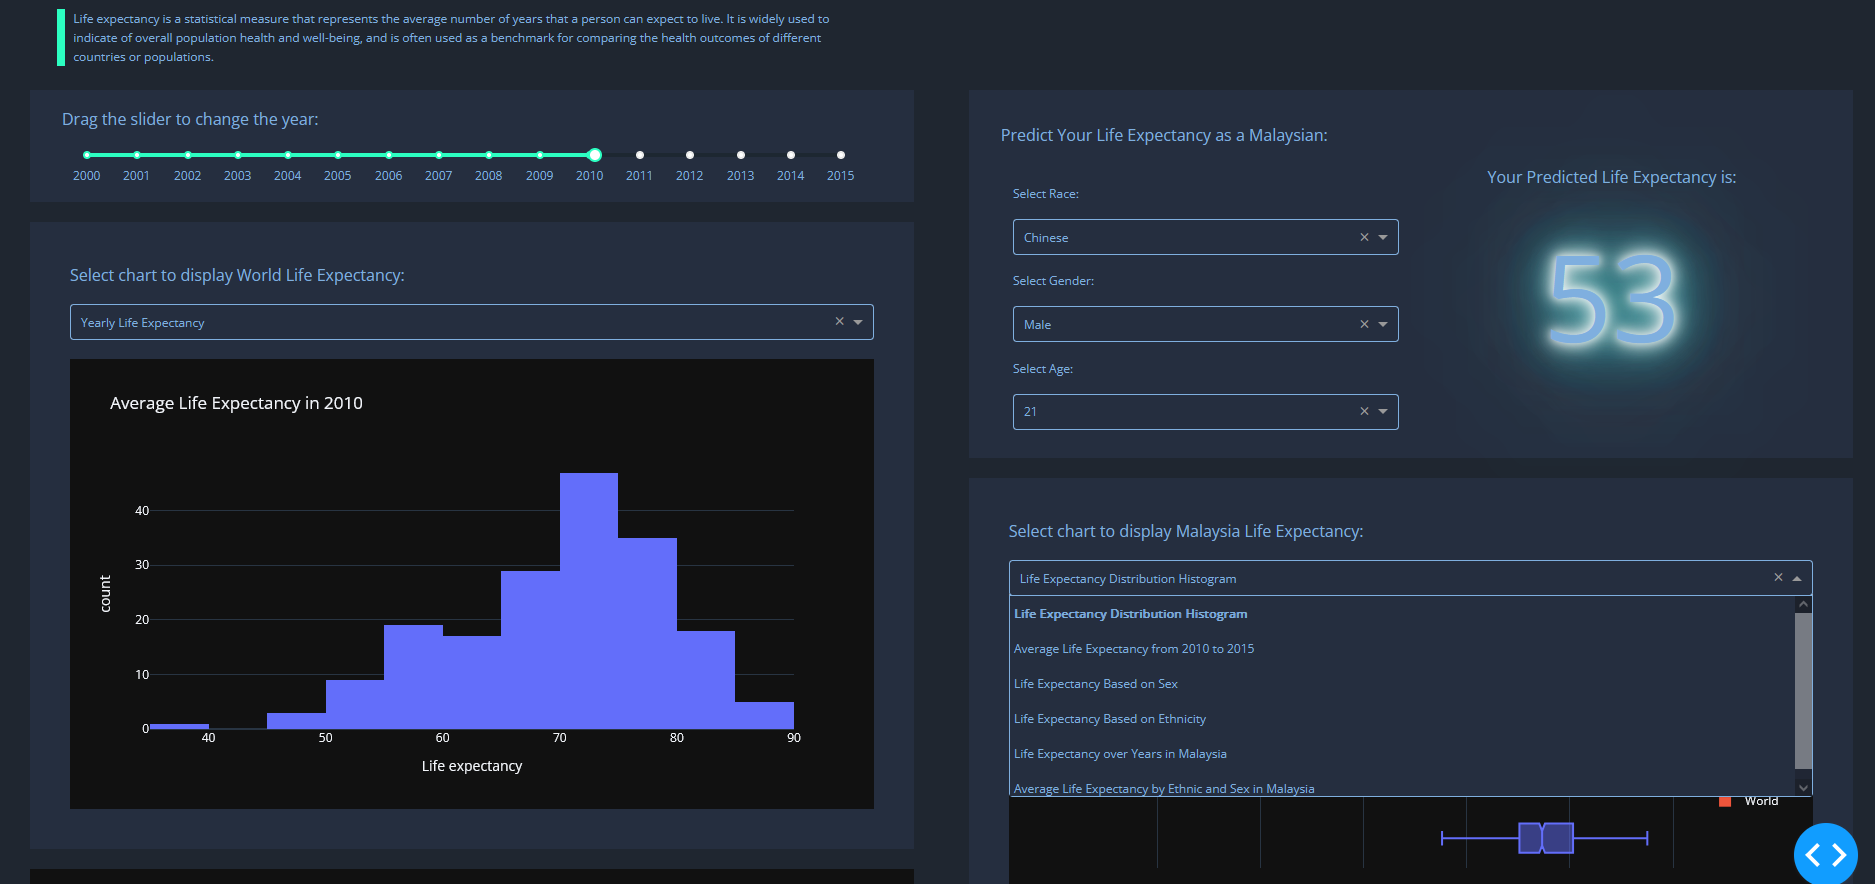 Life expectancy is a statistical measure that represents the average number of years that a person can expect to live. It is widely used to
indicate of overall population health and well-being, and is often used as a benchmark for comparing the health outcomes of different
countries or populations.
Drag the slider to change the year:
2000 2001 2002 2003 2004 2005 2006 2007 2008 2009 2010 2011 2012 2013 2014 2015
Select chart to display World Life Expectancy:
Yearly Life Expectancy
Average Life Expectancy in 2010
40
30
20
10
0
count
40 50 60 70 80 90
Life expectancy
Predict Your Life Expectancy as a Malaysian:
Select Race:
Chinese
Select Gender:
Male
Select Age:
21
Your Predicted Life Expectancy is:
53
Select chart to display Malaysia Life Expectancy:
Life Expectancy Distribution Histogram
Life Expectancy Distribution Histogram
Average Life Expectancy from 2010 to 2015
Life Expectancy Based on Sex
Life Expectancy Based on Ethnicity
Life Expectancy over Years in Malaysia
Average Life Expectancy by Ethnic and Sex in Malaysia
World